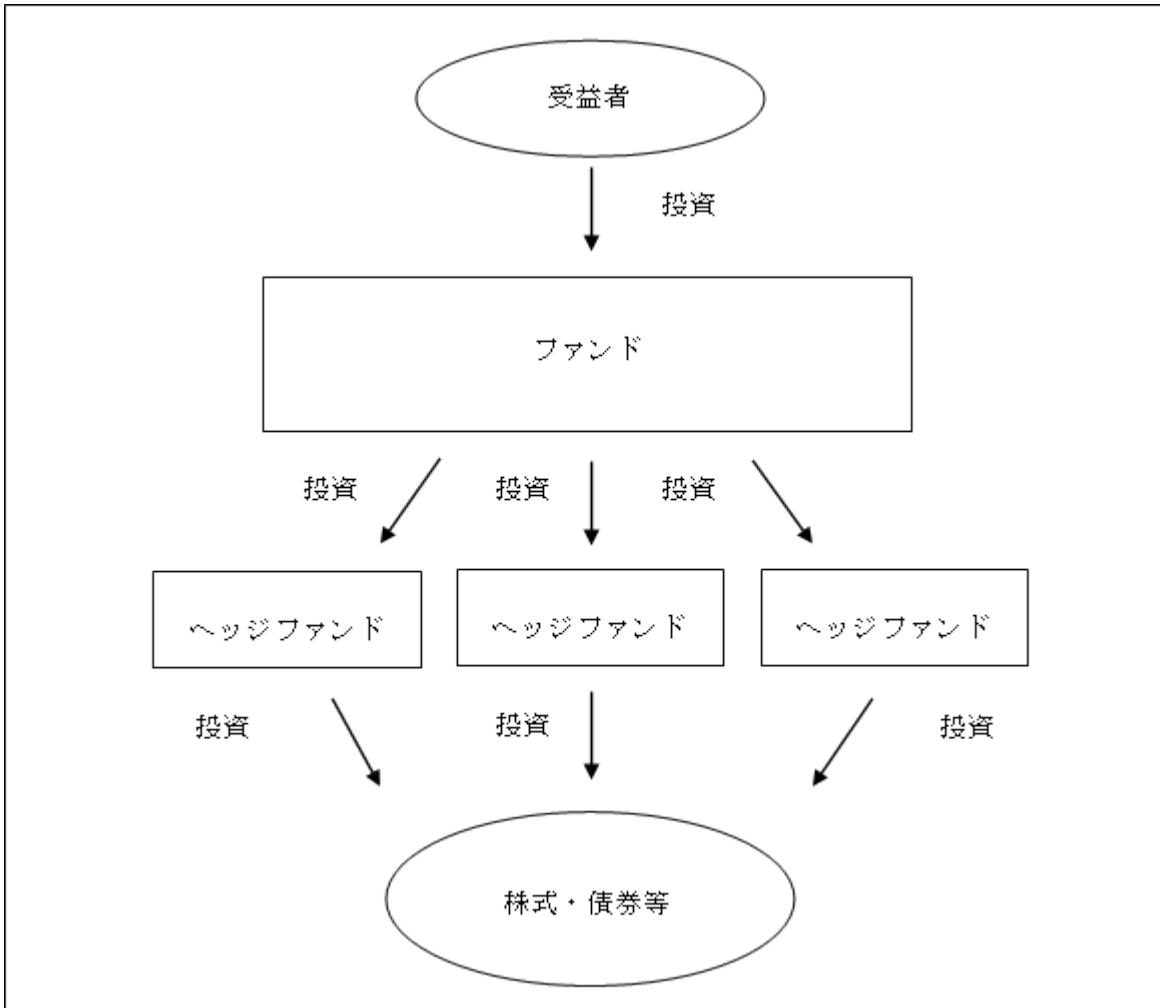 受益者
投資
ファンド
投資 投資 投資
ヘッジファンド ヘッジファンド ヘッジファンド
投資 投資 投資
株式・債券等